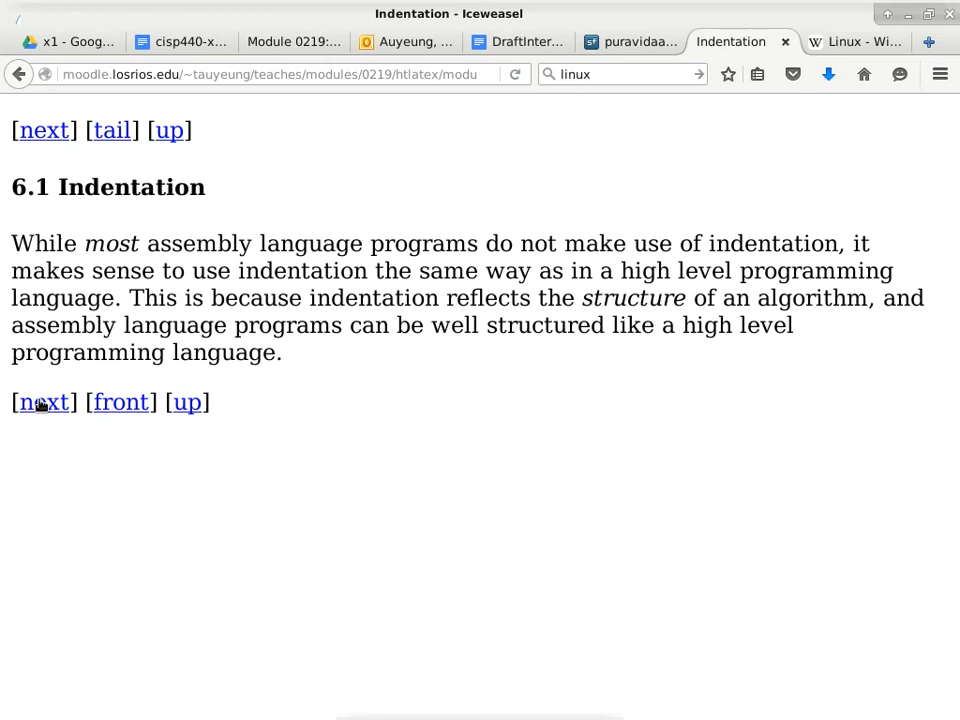 Indentation - Iceweasel
x1 - Goog... cisp440-x... Module 0219:... Auyeung, ... DraftInter... puravidaa... Indentation Linux - Wi...
moodle.losrios.edu/~tauyeung/teaches/modules/0219/htlatex/modu linux
[next] [tail] [up]
6.1 Indentation
While most assembly language programs do not make use of indentation, it
makes sense to use indentation the same way as in a high level programming
language. This is because indentation reflects the structure of an algorithm, and
assembly language programs can be well structured like a high level
programming language.
[next] [front] [up]